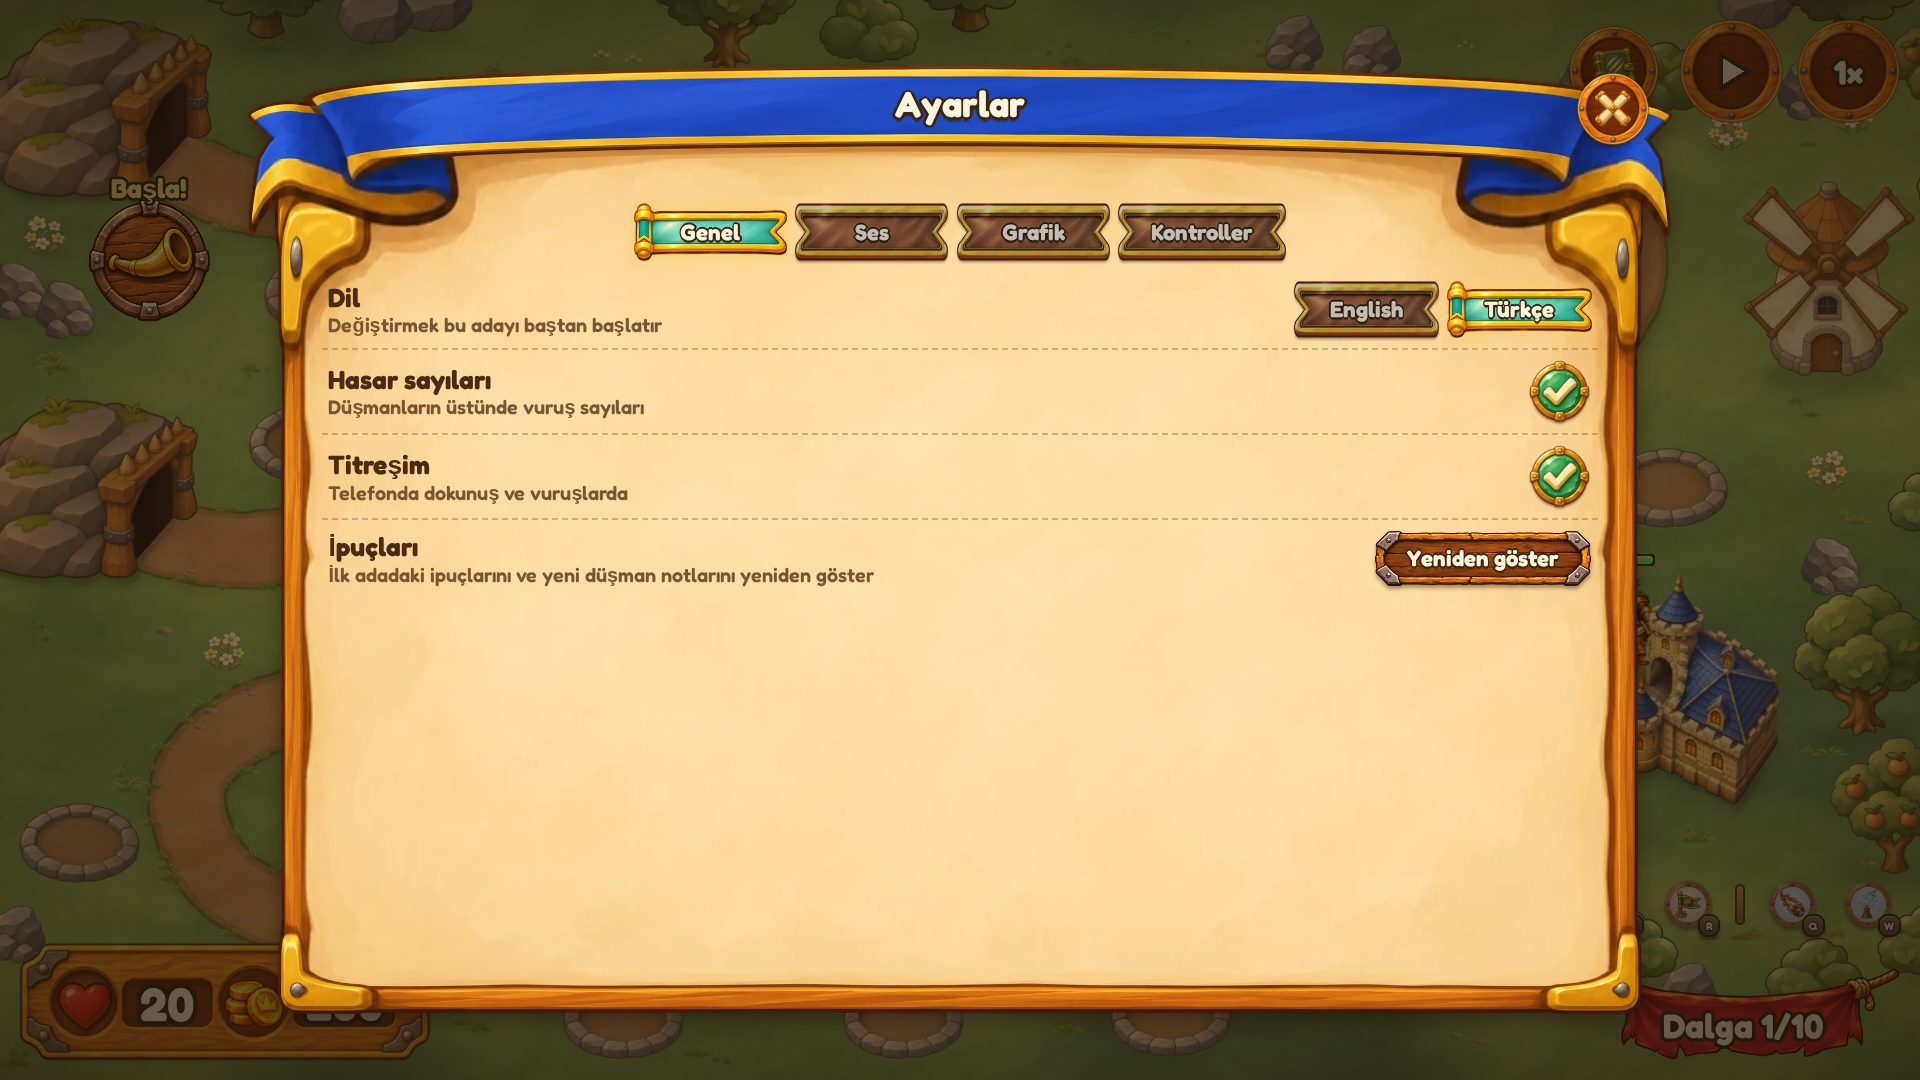 Ayarlar
1x
Başla!
Genel
Ses
Grafik
Kontroller
Dil
Değiştirmek bu adayı baştan başlatır
English
Türkçe
Hasar sayıları
Düşmanların üstünde vuruş sayıları
Titreşim
Telefonda dokunuş ve vuruşlarda
İpuçları
İlk adadaki ipuçlarını ve yeni düşman notlarını yeniden göster
Yeniden göster
R
Q
W
20
Dalga 1/10